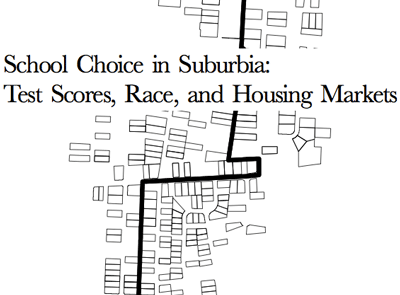 School Choice in Suburbia:
Test Scores, Race, and Housing Markets